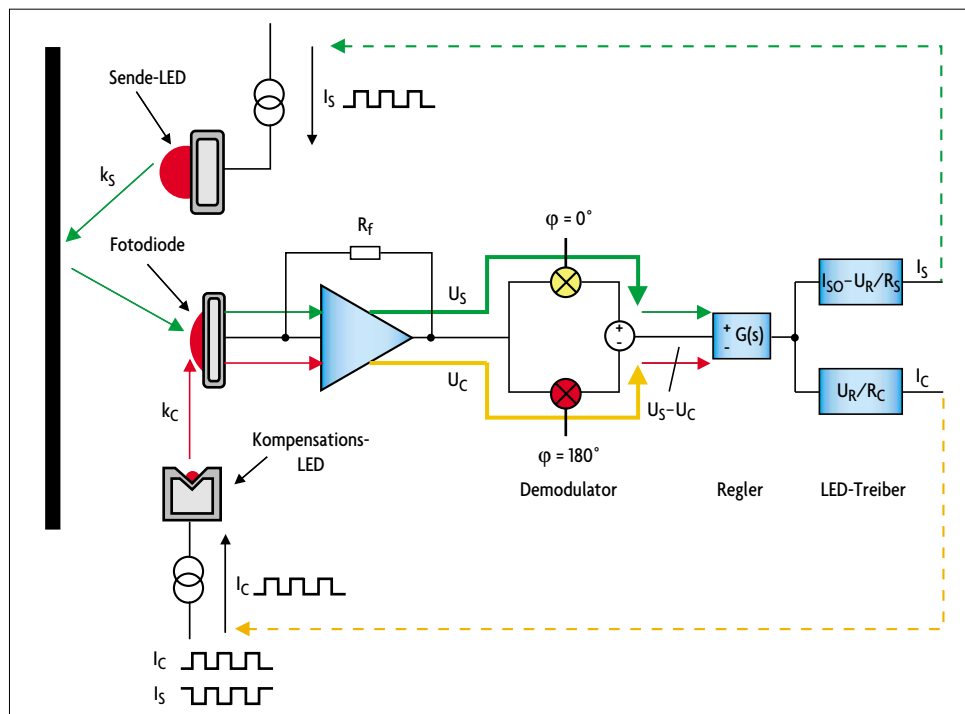 Sende-LED
I_S
k_S
R_f
φ = 0°
Fotodiode
U_S
I_SO–U_R/R_S
I_S
+
-
+
-
G(s)
U_C
U_R/R_C
I_C
k_C
U_S–U_C
Kompensations-
LED
φ = 180°
Demodulator
Regler
LED-Treiber
I_C
I_C
I_S